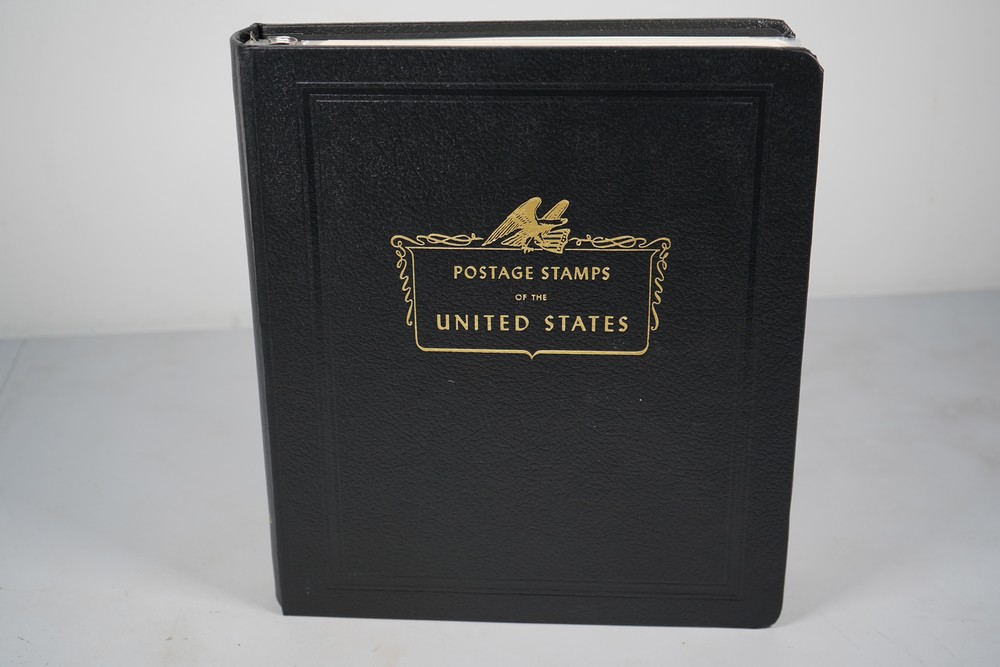 POSTAGE STAMPS
OF THE
UNITED STATES